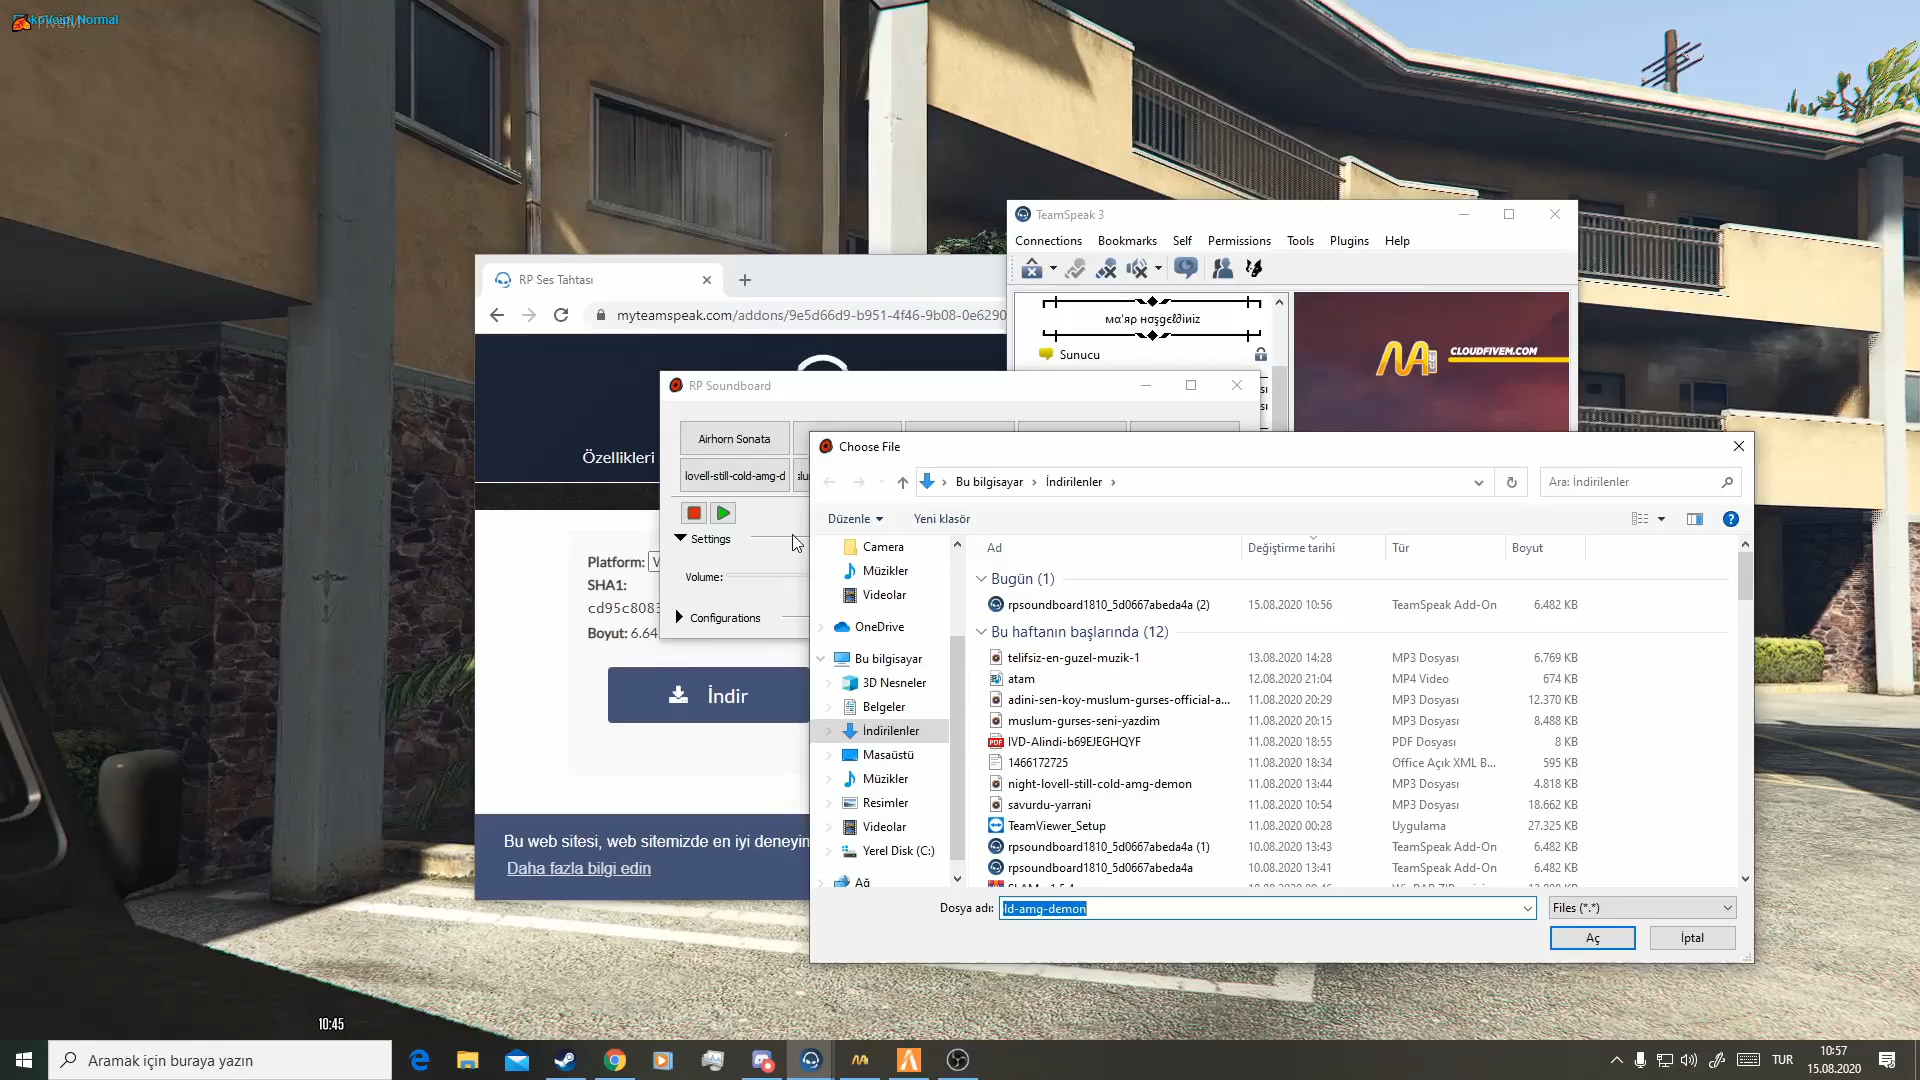 Normal
RP Ses Tahtası
myteamspeak.com/addons/9e5d66d9-b951-4f46-9b08-0e6290
Özellikleri
Platform:
SHA1:
cd95c808
Boyut: 6.64
İndir
Bu web sitesi, web sitemizde en iyi deneyin
Daha fazla bilgi edin
TeamSpeak 3
Connections Bookmarks Self Permissions Tools Plugins Help
Sunucu
CLOUDFIVEM.COM
RP Soundboard
Airhorn Sonata
lovell-still-cold-amg-d
Settings
Volume:
Configurations
Choose File
Bu bilgisayar › İndirilenler ›
Ara: İndirilenler
Düzenle Yeni klasör
Camera
Müzikler
Videolar
OneDrive
Bu bilgisayar
3D Nesneler
Belgeler
İndirilenler
Masaüstü
Müzikler
Resimler
Videolar
Yerel Disk (C:)
Ağ
Ad Değiştirme tarihi Tür Boyut
Bugün (1)
rpsoundboard1810_5d0667abeda4a (2) 15.08.2020 10:56 TeamSpeak Add-On 6.482 KB
Bu haftanın başlarında (12)
telifsiz-en-guzel-muzik-1 13.08.2020 14:28 MP3 Dosyası 6.769 KB
atam 12.08.2020 21:04 MP4 Video 674 KB
adini-sen-koy-muslum-gurses-official-a... 11.08.2020 20:29 MP3 Dosyası 12.370 KB
muslum-gurses-seni-yazdim 11.08.2020 20:15 MP3 Dosyası 8.488 KB
IVD-Alindi-b69EJEGHQYF 11.08.2020 18:55 PDF Dosyası 8 KB
1466172725 11.08.2020 18:34 Office Açık XML B... 595 KB
night-lovell-still-cold-amg-demon 11.08.2020 13:44 MP3 Dosyası 4.818 KB
savurdu-yarrani 11.08.2020 10:54 MP3 Dosyası 18.662 KB
TeamViewer_Setup 11.08.2020 00:28 Uygulama 27.325 KB
rpsoundboard1810_5d0667abeda4a (1) 10.08.2020 13:43 TeamSpeak Add-On 6.482 KB
rpsoundboard1810_5d0667abeda4a 10.08.2020 13:41 TeamSpeak Add-On 6.482 KB
Dosya adı: ld-amg-demon Files (*.*)
Aç İptal
10:45
Aramak için buraya yazın
TUR
10:57
15.08.2020